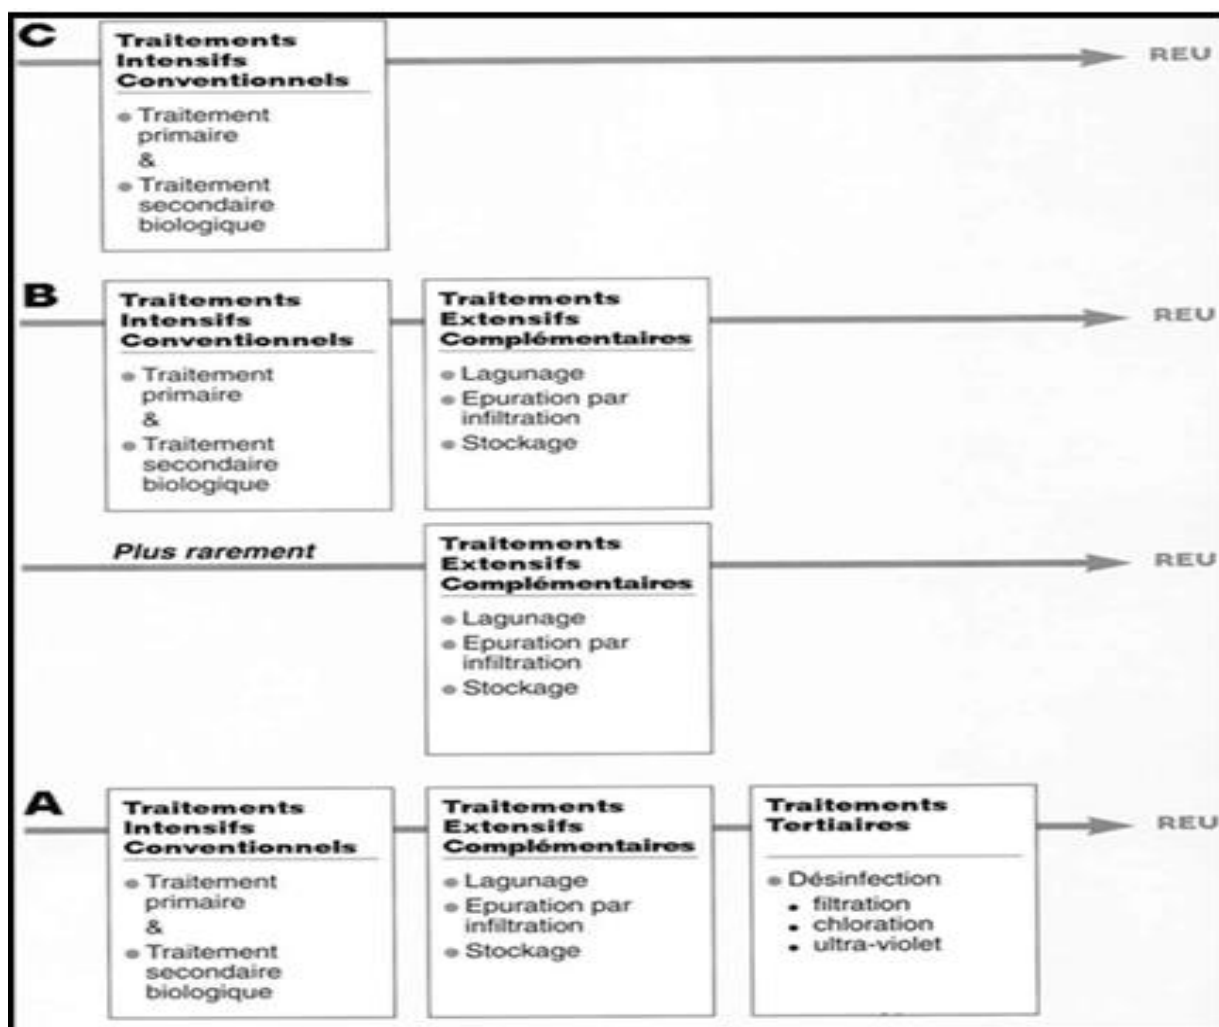 C
Traitements
Intensifs
Conventionnels
Traitement
primaire
&
Traitement
secondaire
biologique
REU
B
Traitements
Intensifs
Conventionnels
Traitement
primaire
&
Traitement
secondaire
biologique
Traitements
Extensifs
Complémentaires
Lagunage
Epuration par
infiltration
Stockage
REU
Plus rarement
Traitements
Extensifs
Complémentaires
Lagunage
Epuration par
infiltration
Stockage
REU
A
Traitements
Intensifs
Conventionnels
Traitement
primaire
&
Traitement
secondaire
biologique
Traitements
Extensifs
Complémentaires
Lagunage
Epuration par
infiltration
Stockage
Traitements
Tertiaires
Désinfection
filtration
chloration
ultra-violet
REU